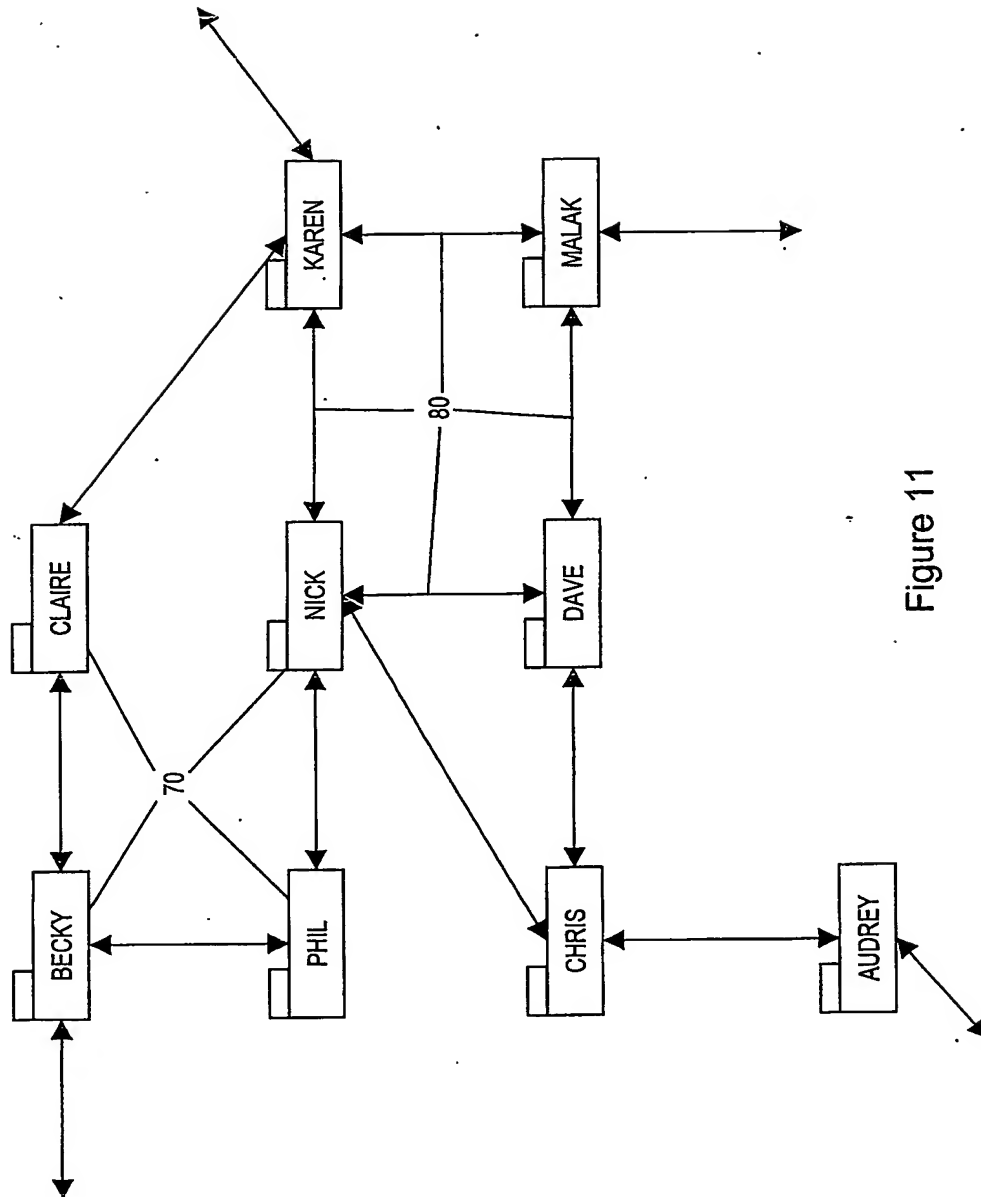 BECKY
CLAIRE
70
PHIL
NICK
KAREN
80
CHRIS
DAVE
MALAK
AUDREY
Figure 11